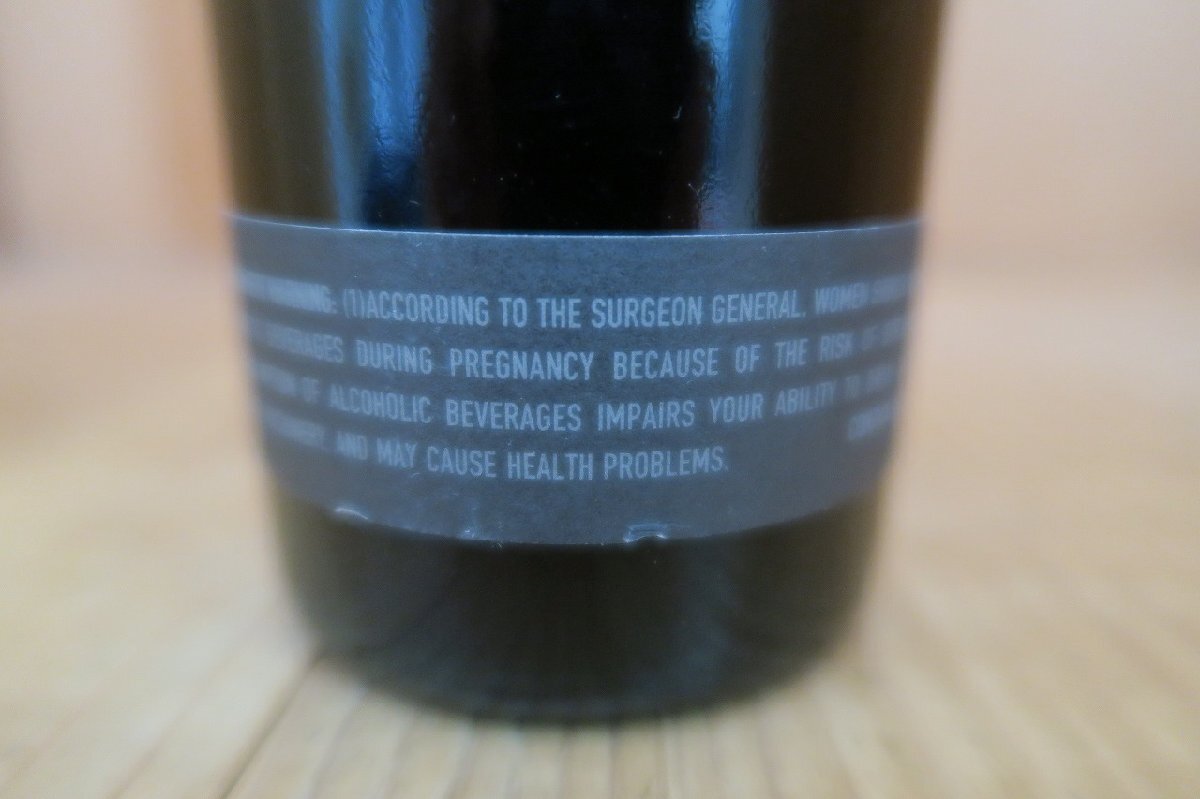 WARNING: (1)ACCORDING TO THE SURGEON GENERAL, WOMEN
BEVERAGES DURING PREGNANCY BECAUSE OF THE RISK OF
OF ALCOHOLIC BEVERAGES IMPAIRS YOUR ABILITY TO
AND MAY CAUSE HEALTH PROBLEMS.